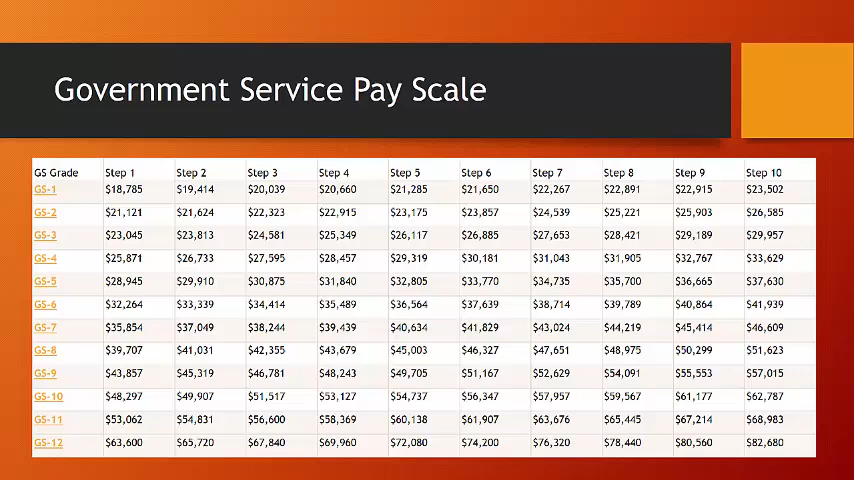 Government Service Pay Scale
GS Grade Step 1 Step 2 Step 3 Step 4 Step 5 Step 6 Step 7 Step 8 Step 9 Step 10
GS-1 $18,785 $19,414 $20,039 $20,660 $21,285 $21,650 $22,267 $22,891 $22,915 $23,502
GS-2 $21,121 $21,624 $22,323 $22,915 $23,175 $23,857 $24,539 $25,221 $25,903 $26,585
GS-3 $23,045 $23,813 $24,581 $25,349 $26,117 $26,885 $27,653 $28,421 $29,189 $29,957
GS-4 $25,871 $26,733 $27,595 $28,457 $29,319 $30,181 $31,043 $31,905 $32,767 $33,629
GS-5 $28,945 $29,910 $30,875 $31,840 $32,805 $33,770 $34,735 $35,700 $36,665 $37,630
GS-6 $32,264 $33,339 $34,414 $35,489 $36,564 $37,639 $38,714 $39,789 $40,864 $41,939
GS-7 $35,854 $37,049 $38,244 $39,439 $40,634 $41,829 $43,024 $44,219 $45,414 $46,609
GS-8 $39,707 $41,031 $42,355 $43,679 $45,003 $46,327 $47,651 $48,975 $50,299 $51,623
GS-9 $43,857 $45,319 $46,781 $48,243 $49,705 $51,167 $52,629 $54,091 $55,553 $57,015
GS-10 $48,297 $49,907 $51,517 $53,127 $54,737 $56,347 $57,957 $59,567 $61,177 $62,787
GS-11 $53,062 $54,831 $56,600 $58,369 $60,138 $61,907 $63,676 $65,445 $67,214 $68,983
GS-12 $63,600 $65,720 $67,840 $69,960 $72,080 $74,200 $76,320 $78,440 $80,560 $82,680